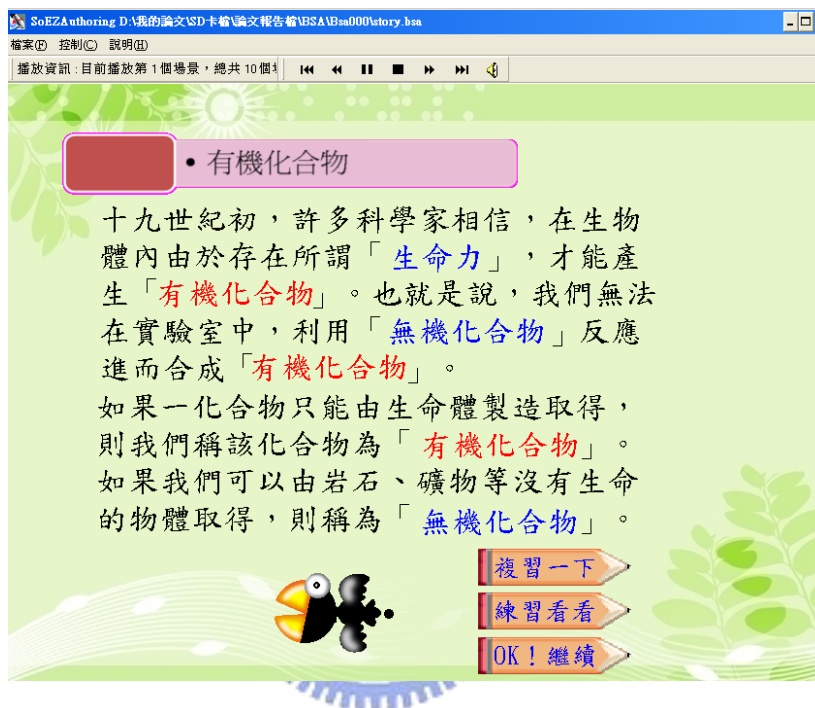 SoEZAuthoring D:\我的論文\SD卡檔\論文報告檔\BSA\Bsa000\story.bsa
檔案(F) 控制(C) 說明(H)
播放資訊 : 目前播放第 1 個場景，總共 10 個場
• 有機化合物
十九世紀初，許多科學家相信，在生物
體內由於存在所謂「生命力」，才能產
生「有機化合物」。也就是說，我們無法
在實驗室中，利用「無機化合物」反應
進而合成「有機化合物」。
如果一化合物只能由生命體製造取得，
則我們稱該化合物為「有機化合物」。
如果我們可以由岩石、礦物等沒有生命
的物體取得，則稱為「無機化合物」。
複習一下
練習看看
OK！繼續